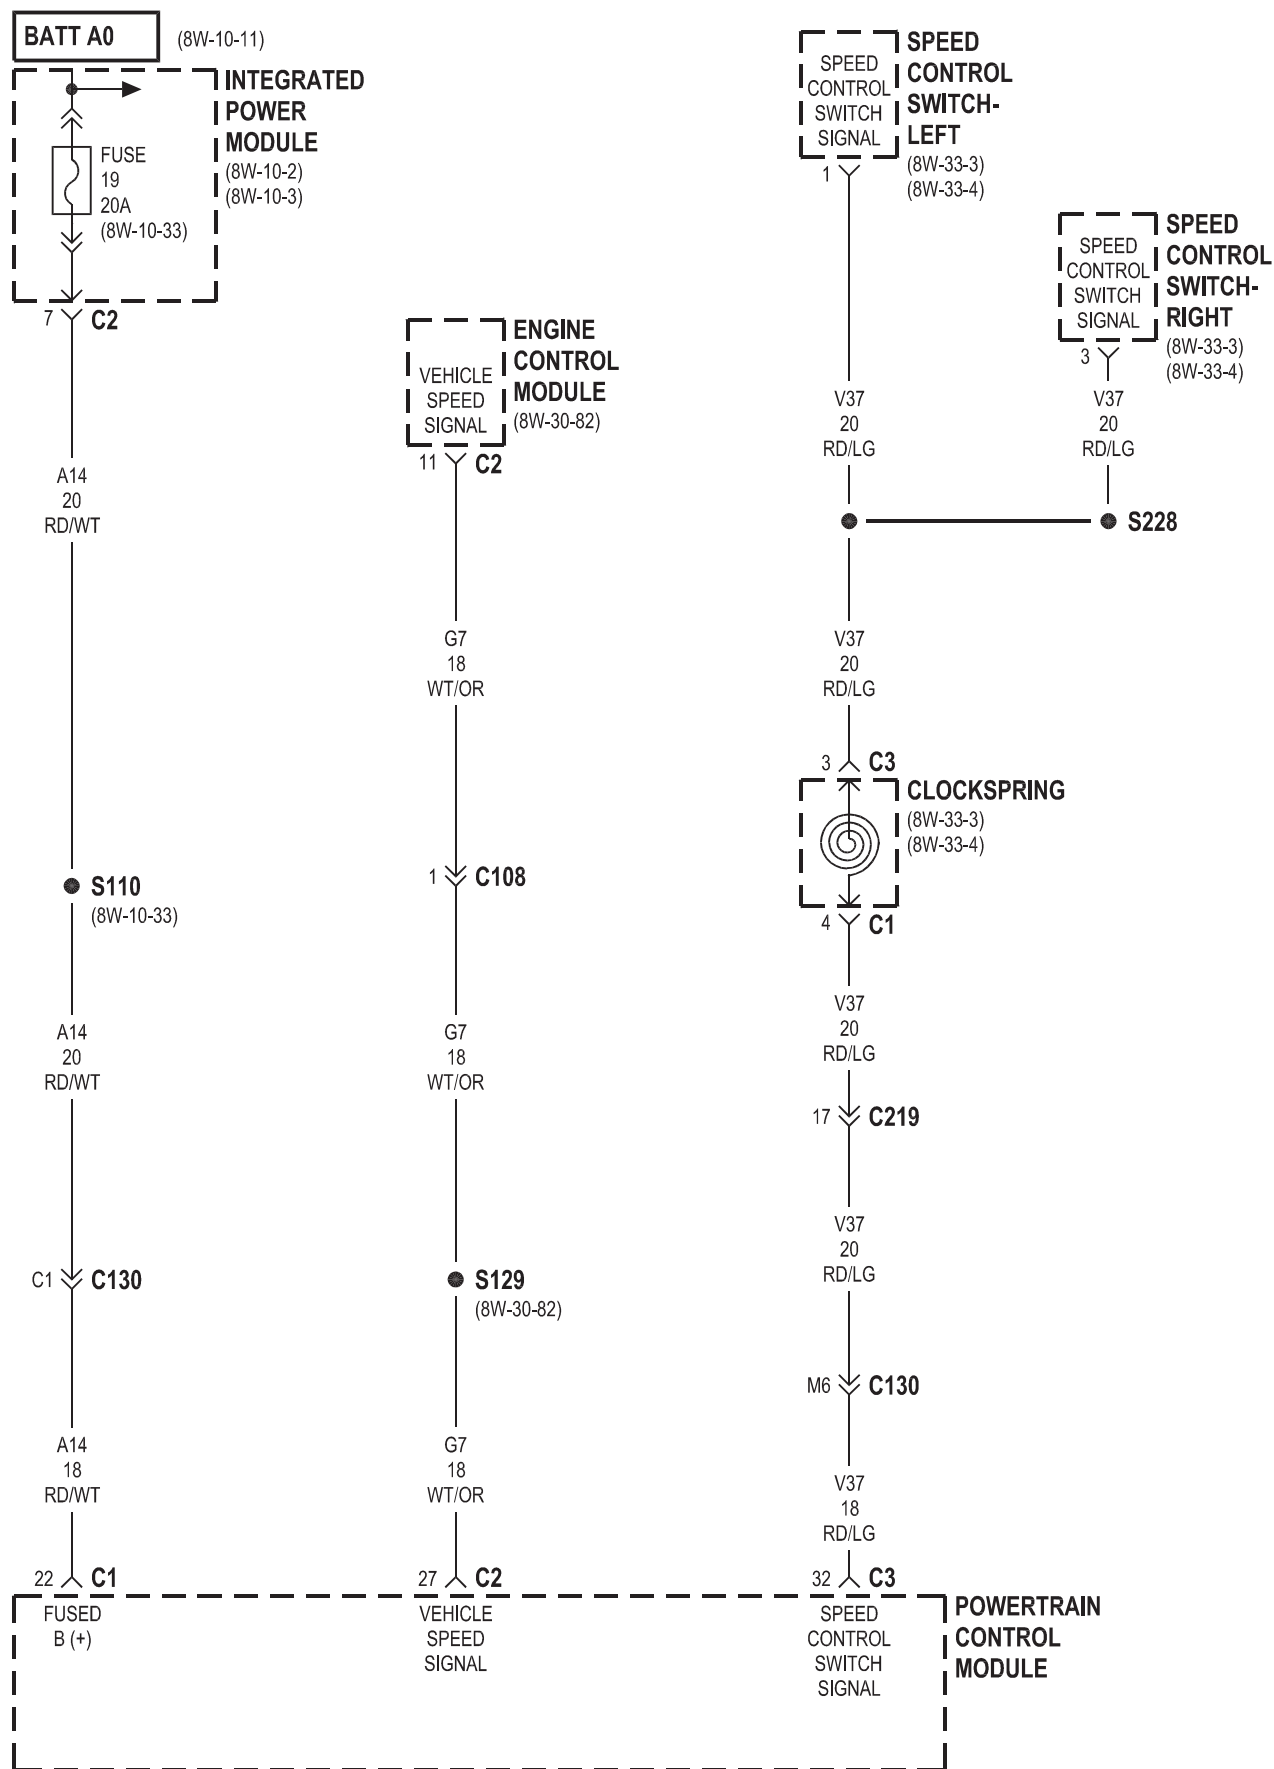 BATT A0
(8W-10-11)
INTEGRATED
POWER
MODULE
(8W-10-2)
(8W-10-3)
FUSE
19
20A
(8W-10-33)
7
C2
A14
20
RD/WT
S110
(8W-10-33)
A14
20
RD/WT
C1
C130
A14
18
RD/WT
22
C1
FUSED
B (+)
ENGINE
CONTROL
MODULE
(8W-30-82)
VEHICLE
SPEED
SIGNAL
11
C2
G7
18
WT/OR
1
C108
G7
18
WT/OR
S129
(8W-30-82)
G7
18
WT/OR
27
C2
VEHICLE
SPEED
SIGNAL
SPEED
CONTROL
SWITCH
SIGNAL
SPEED
CONTROL
SWITCH-
LEFT
(8W-33-3)
(8W-33-4)
1
V37
20
RD/LG
SPEED
CONTROL
SWITCH
SIGNAL
SPEED
CONTROL
SWITCH-
RIGHT
(8W-33-3)
(8W-33-4)
3
V37
20
RD/LG
S228
V37
20
RD/LG
3
C3
CLOCKSPRING
(8W-33-3)
(8W-33-4)
4
C1
V37
20
RD/LG
17
C219
V37
20
RD/LG
M6
C130
V37
18
RD/LG
32
C3
SPEED
CONTROL
SWITCH
SIGNAL
POWERTRAIN
CONTROL
MODULE